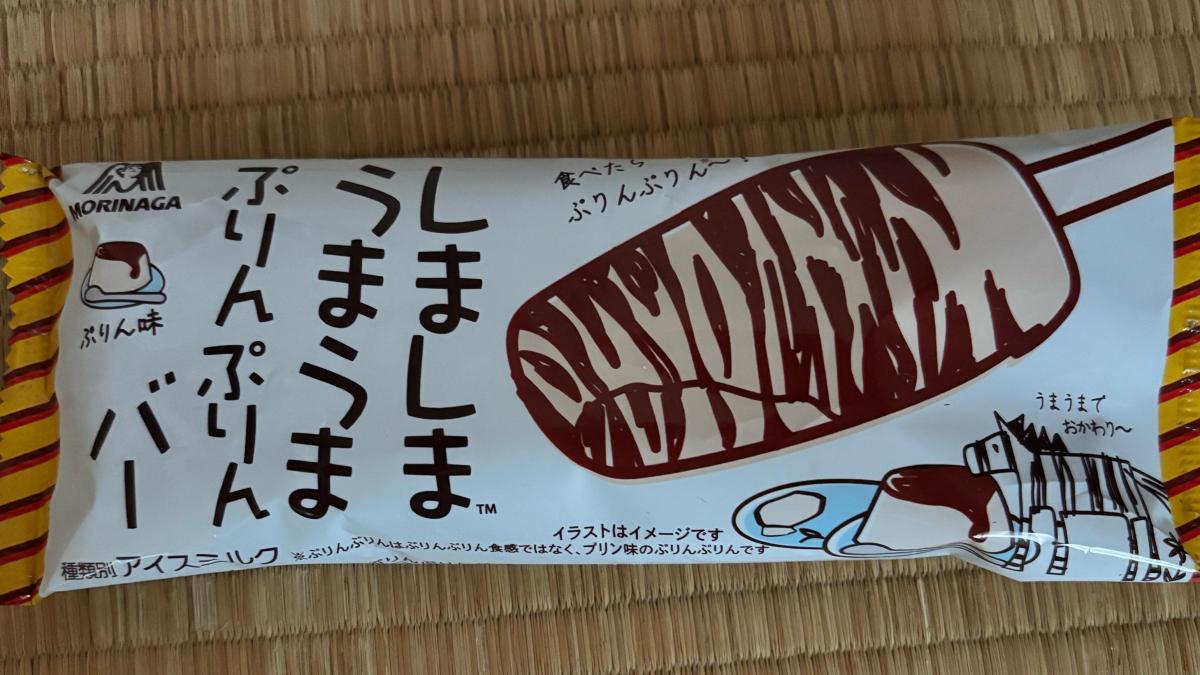 MORINAGA
ぷりん味
しましま
うまうま
ぷりんぷりん
バー
TM
食べたら
ぷりんぷりん〜!
うまうまで
おかわり〜
イラストはイメージです
※ぷりんぷりんはぷりんぷりん食感ではなく、プリン味のぷりんぷりんです
種類別 アイスミルク